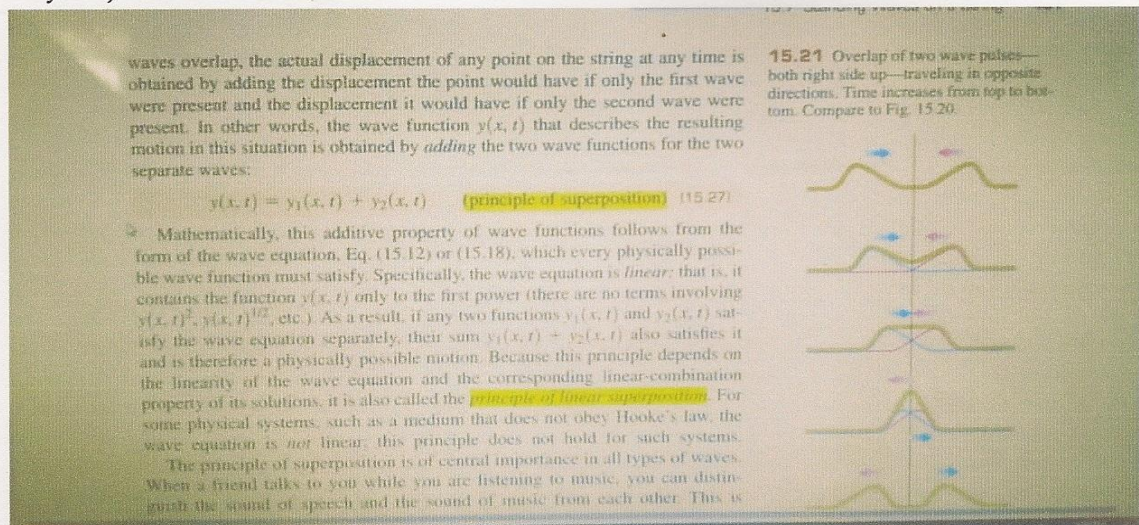 waves overlap, the actual displacement of any point on the string at any time is
obtained by adding the displacement the point would have if only the first wave
were present and the displacement it would have if only the second wave were
present. In other words, the wave function y(x, t) that describes the resulting
motion in this situation is obtained by adding the two wave functions for the two
separate waves:
y(x, t) = y₁(x, t) + y₂(x, t) (principle of superposition) (15.27)
Mathematically, this additive property of wave functions follows from the
form of the wave equation, Eq. (15.12) or (15.18), which every physically possi-
ble wave function must satisfy. Specifically, the wave equation is linear; that is, it
contains the function y(x, t) only to the first power (there are no terms involving
y(x, t)², y(x, t)¹/², etc.). As a result, if any two functions y₁(x, t) and y₂(x, t) sat-
isfy the wave equation separately, their sum y₁(x, t) + y₂(x, t) also satisfies it
and is therefore a physically possible motion. Because this principle depends on
the linearity of the wave equation and the corresponding linear-combination
property of its solutions, it is also called the principle of linear superposition. For
some physical systems, such as a medium that does not obey Hooke's law, the
wave equation is not linear; this principle does not hold for such systems.
The principle of superposition is of central importance in all types of waves.
When a friend talks to you while you are listening to music, you can distin-
guish the sound of speech and the sound of music from each other. This is
15.21 Overlap of two wave pulses—
both right side up—traveling in opposite
directions. Time increases from top to bot-
tom. Compare to Fig. 15.20.